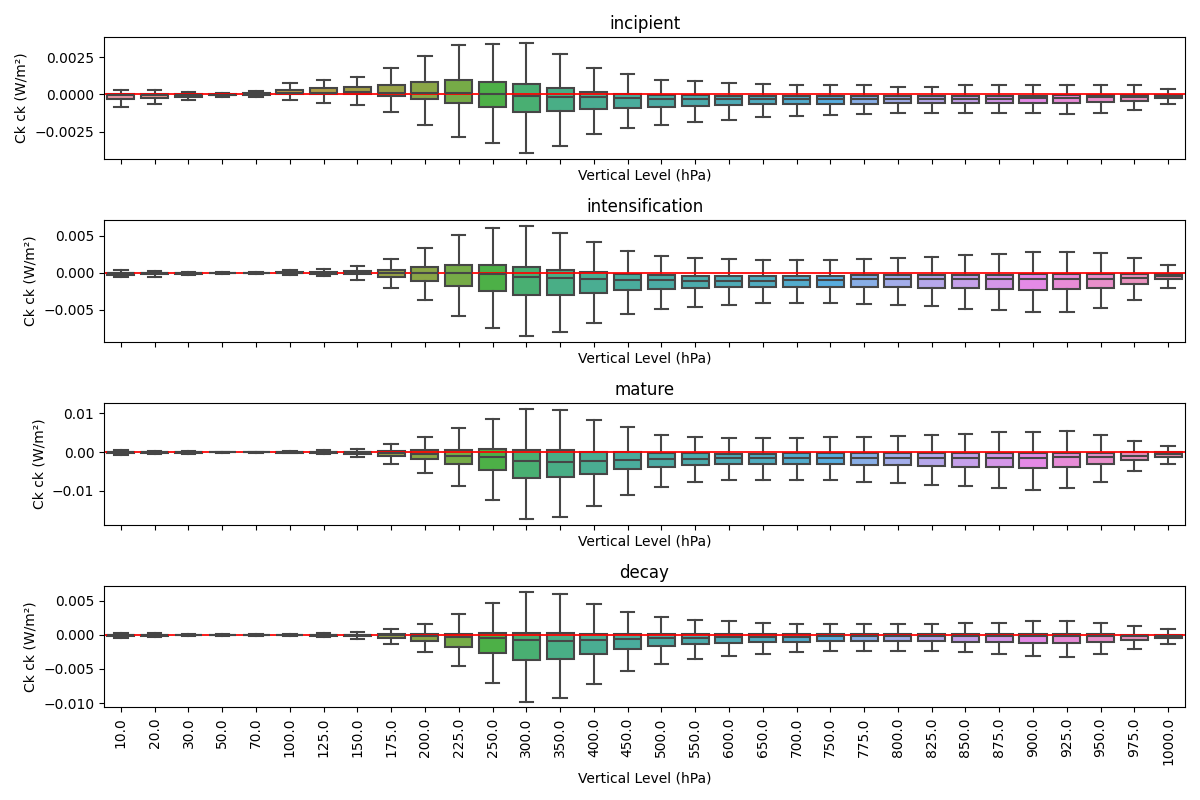 incipient
Ck ck (W/m²)
0.0025
0.0000
−0.0025
Vertical Level (hPa)
intensification
Ck ck (W/m²)
0.005
0.000
−0.005
Vertical Level (hPa)
mature
Ck ck (W/m²)
0.01
0.00
−0.01
Vertical Level (hPa)
decay
Ck ck (W/m²)
0.005
0.000
−0.005
−0.010
10.0 20.0 30.0 50.0 70.0 100.0 125.0 150.0 175.0 200.0 225.0 250.0 300.0 350.0 400.0 450.0 500.0 550.0 600.0 650.0 700.0 750.0 775.0 800.0 825.0 850.0 875.0 900.0 925.0 950.0 975.0 1000.0
Vertical Level (hPa)